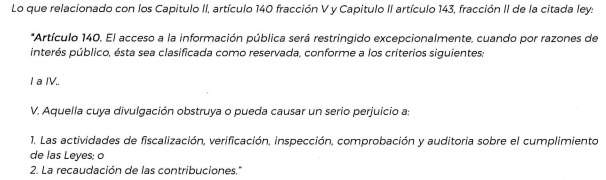 Lo que relacionado con los Capitulo II, artículo 140 fracción V y Capitulo II artículo 143, fracción II de la citada ley:
"Artículo 140. El acceso a la información pública será restringido excepcionalmente, cuando por razones de
interés público, ésta sea clasificada como reservada, conforme a los criterios siguientes:
I a IV..
V. Aquella cuya divulgación obstruya o pueda causar un serio perjuicio a:
1. Las actividades de fiscalización, verificación, inspección, comprobación y auditoria sobre el cumplimiento
de las Leyes; o
2. La recaudación de las contribuciones."